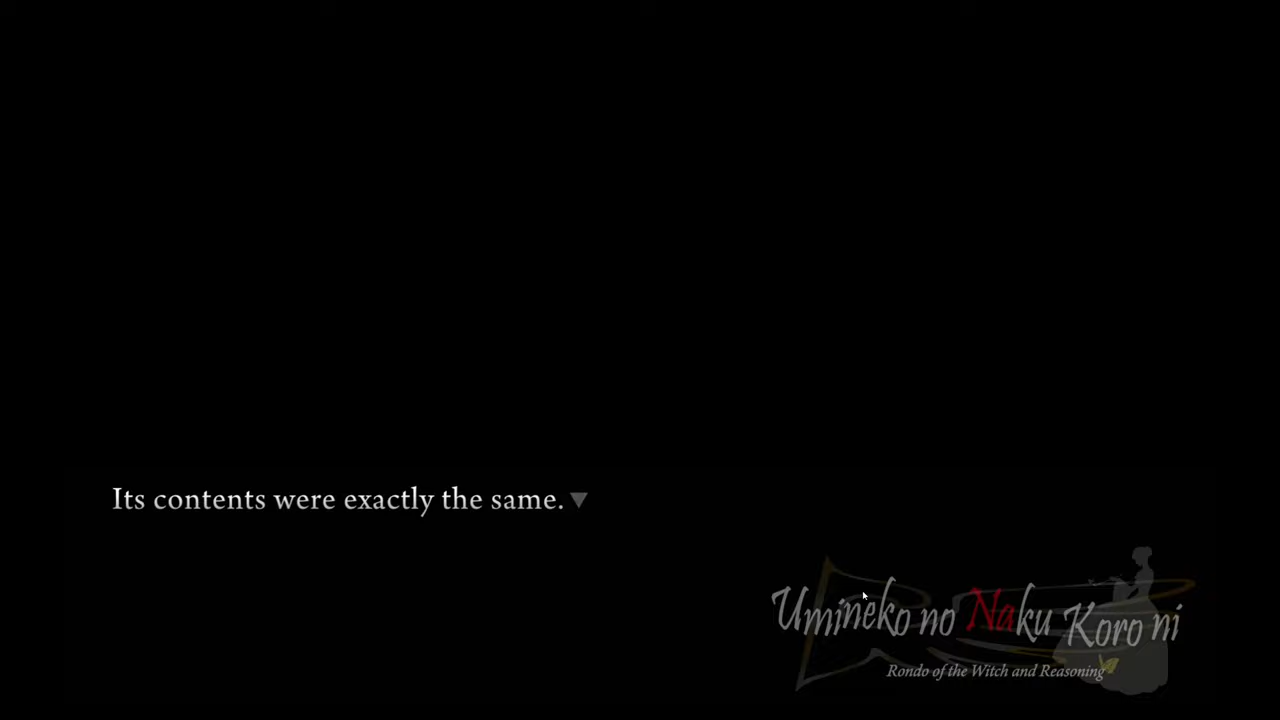 Its contents were exactly the same.
Umineko no Naku Koro ni
Rondo of the Witch and Reasoning